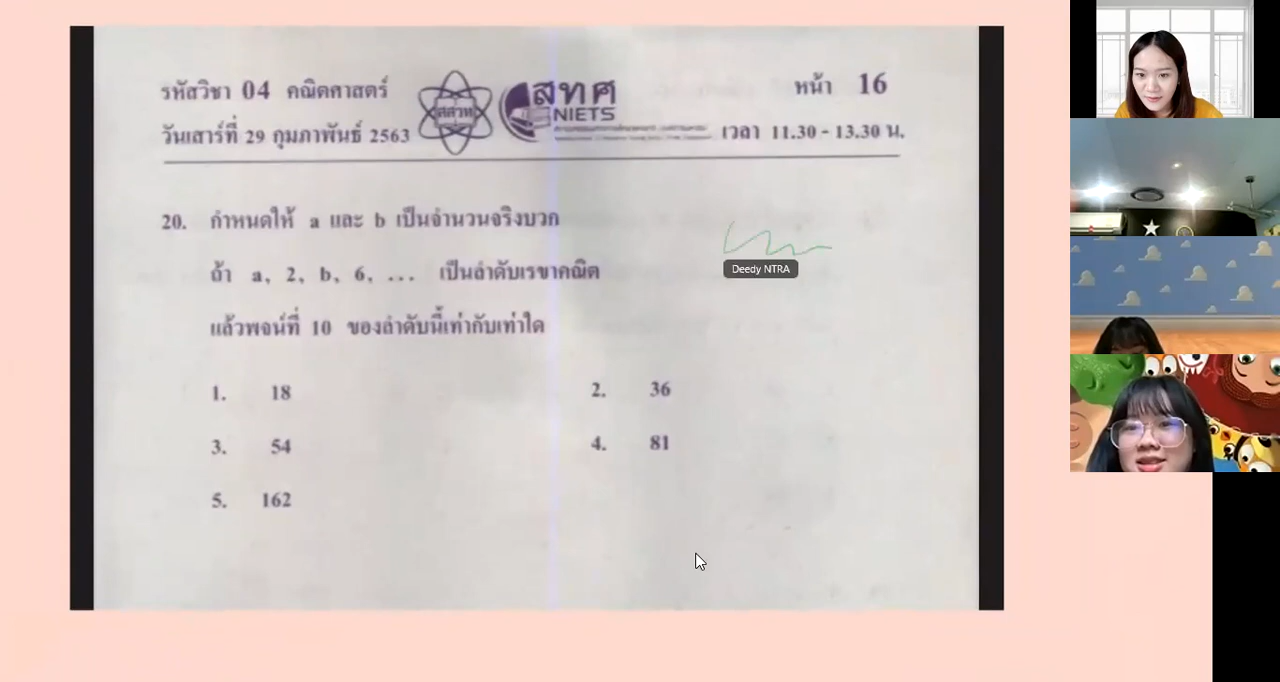 รหัสวิชา 04 คณิตศาสตร์
วันเสาร์ที่ 29 กุมภาพันธ์ 2563
สสวท
สทศ
NIETS
หน้า 16
เวลา 11.30 - 13.30 น.
20. กำหนดให้ a และ b เป็นจำนวนจริงบวก
ถ้า a, 2, b, 6, ... เป็นลำดับเรขาคณิต
แล้วพจน์ที่ 10 ของลำดับนี้เท่ากับเท่าใด
Deedy NTRA
1. 18
2. 36
3. 54
4. 81
5. 162